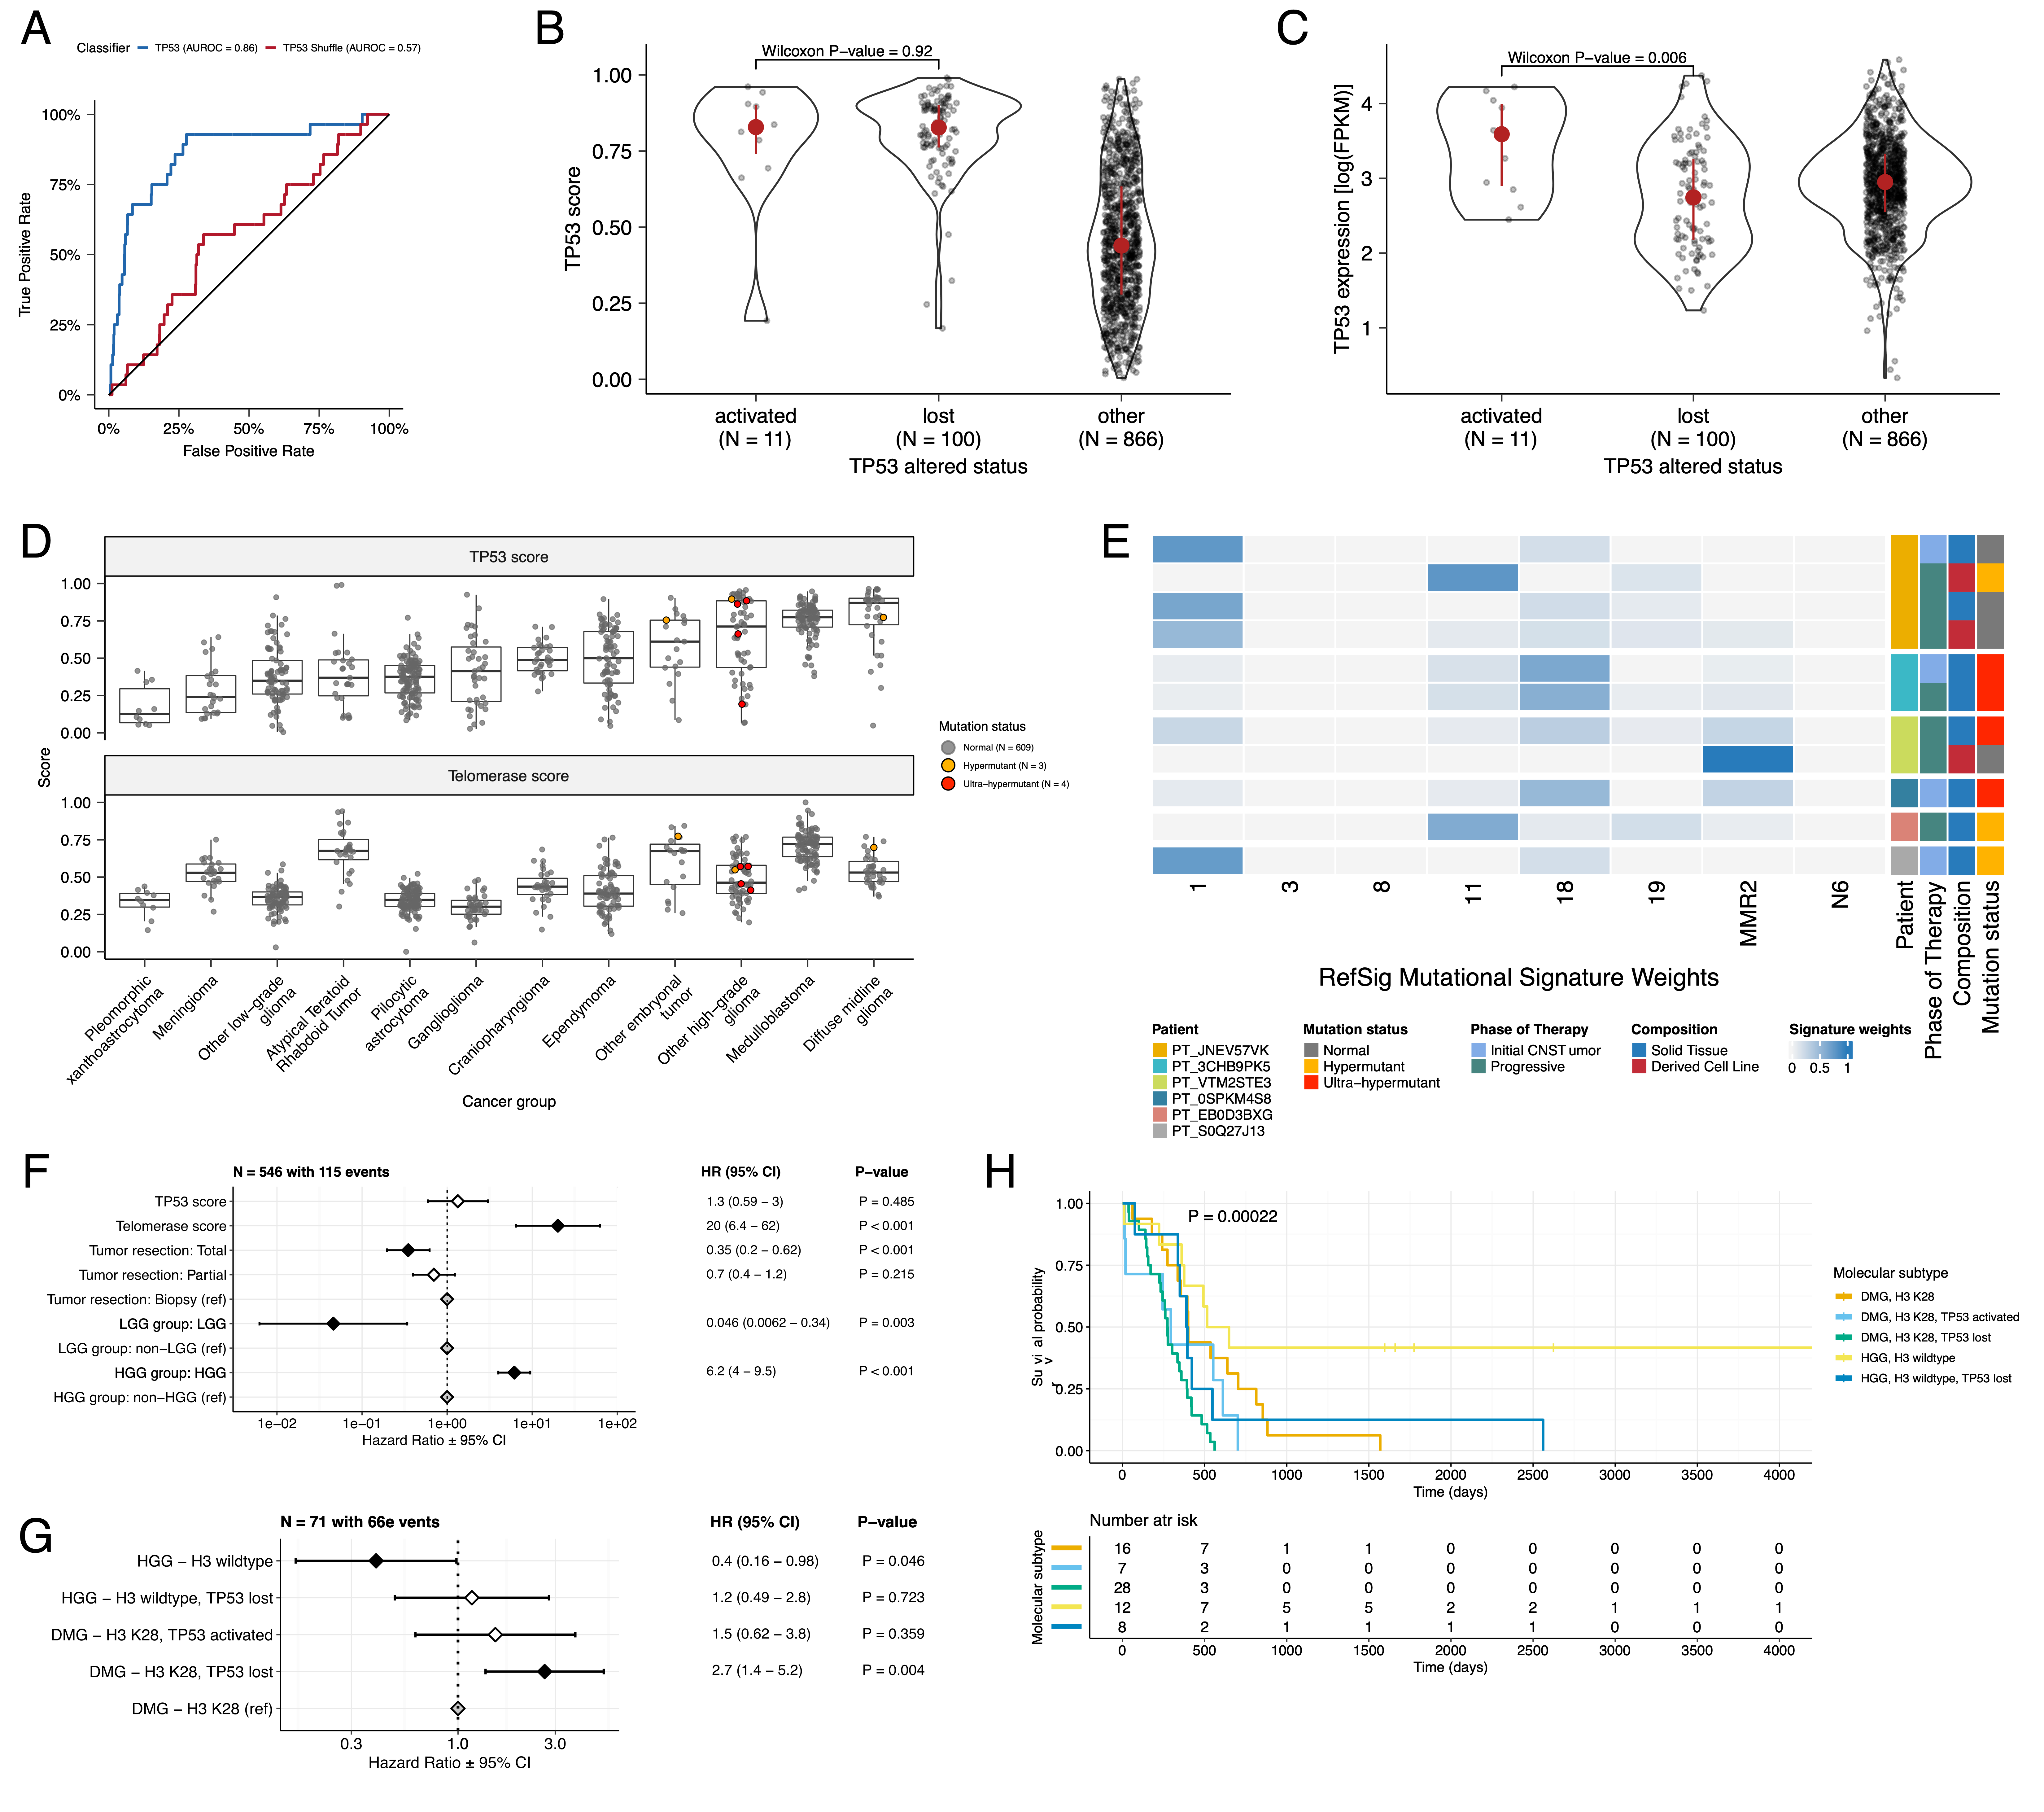 A
Classifier TP53 (AUROC = 0.86) TP53 Shuffle (AUROC = 0.57)
100%
75%
50%
25%
0%
True Positive Rate
0% 25% 50% 75% 100%
False Positive Rate
B
Wilcoxon P−value = 0.92
1.00
0.75
0.50
0.25
0.00
TP53 score
activated lost other
(N = 11) (N = 100) (N = 866)
TP53 altered status
C
Wilcoxon P−value = 0.006
4
3
2
1
TP53 expression [log(FPKM)]
activated lost other
(N = 11) (N = 100) (N = 866)
TP53 altered status
D
TP53 score
1.00
0.75
0.50
0.25
0.00
Telomerase score
1.00
0.75
0.50
0.25
0.00
Score
Pleomorphic
xanthoastrocytoma
Meningioma
Other low−grade
glioma
Atypical Teratoid
Rhabdoid Tumor
Pilocytic
astrocytoma
Ganglioglioma
Craniopharyngioma
Ependymoma
Other embryonal
tumor
Other high−grade
glioma
Medulloblastoma
Diffuse midline
glioma
Cancer group
Mutation status
Normal (N = 609)
Hypermutant (N = 3)
Ultra−hypermutant (N = 4)
E
1 3 8 11 18 19 MMR2 N6
Patient
Phase of Therapy
Composition
Mutation status
RefSig Mutational Signature Weights
Patient
PT_JNEV57VK
PT_3CHB9PK5
PT_VTM2STE3
PT_0SPKM4S8
PT_EB0D3BXG
PT_S0Q27J13
Mutation status
Normal
Hypermutant
Ultra−hypermutant
Phase of Therapy
Initial CNST umor
Progressive
Composition
Solid Tissue
Derived Cell Line
Signature weights
0 0.5 1
F
N = 546 with 115 events HR (95% CI) P−value
TP53 score 1.3 (0.59 − 3) P = 0.485
Telomerase score 20 (6.4 − 62) P < 0.001
Tumor resection: Total 0.35 (0.2 − 0.62) P < 0.001
Tumor resection: Partial 0.7 (0.4 − 1.2) P = 0.215
Tumor resection: Biopsy (ref)
LGG group: LGG 0.046 (0.0062 − 0.34) P = 0.003
LGG group: non−LGG (ref)
HGG group: HGG 6.2 (4 − 9.5) P < 0.001
HGG group: non−HGG (ref)
1e−02 1e−01 1e+00 1e+01 1e+02
Hazard Ratio ± 95% CI
G
N = 71 with 66e vents HR (95% CI) P−value
HGG − H3 wildtype 0.4 (0.16 − 0.98) P = 0.046
HGG − H3 wildtype, TP53 lost 1.2 (0.49 − 2.8) P = 0.723
DMG − H3 K28, TP53 activated 1.5 (0.62 − 3.8) P = 0.359
DMG − H3 K28, TP53 lost 2.7 (1.4 − 5.2) P = 0.004
DMG − H3 K28 (ref)
0.3 1.0 3.0
Hazard Ratio ± 95% CI
H
P = 0.00022
1.00
0.75
0.50
0.25
0.00
Su vi al probability
r v
0 500 1000 1500 2000 2500 3000 3500 4000
Time (days)
Molecular subtype
DMG, H3 K28
DMG, H3 K28, TP53 activated
DMG, H3 K28, TP53 lost
HGG, H3 wildtype
HGG, H3 wildtype, TP53 lost
Number atr isk
Molecular subtype
16 7 1 1 0 0 0 0 0
7 3 0 0 0 0 0 0 0
28 3 0 0 0 0 0 0 0
12 7 5 5 2 2 1 1 1
8 2 1 1 1 1 0 0 0
0 500 1000 1500 2000 2500 3000 3500 4000
Time (days)